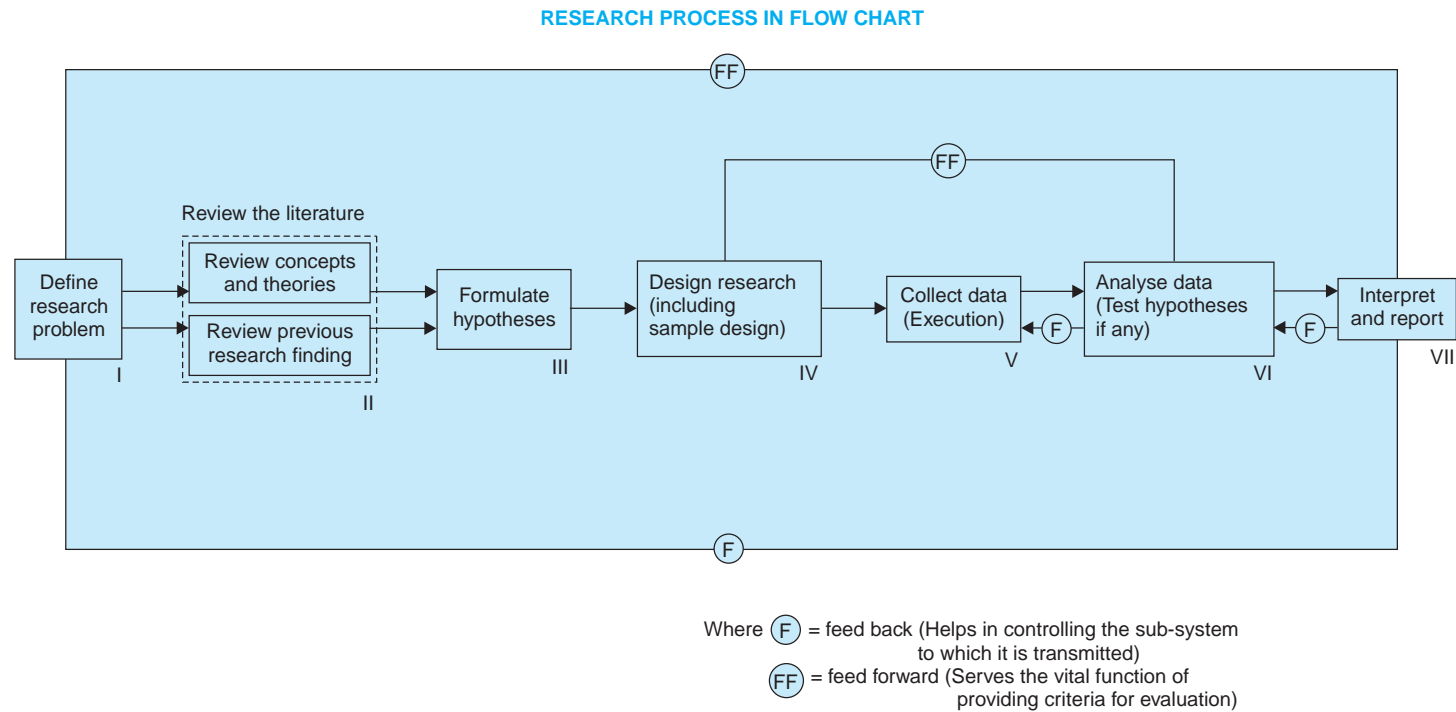 RESEARCH PROCESS IN FLOW CHART
FF
FF
Review the literature
Define
research
problem
I
Review concepts
and theories
Review previous
research finding
II
Formulate
hypotheses
III
Design research
(including
sample design)
IV
Collect data
(Execution)
V
F
Analyse data
(Test hypotheses
if any)
VI
F
Interpret
and report
VII
F
Where F = feed back (Helps in controlling the sub-system
to which it is transmitted)
FF = feed forward (Serves the vital function of
providing criteria for evaluation)